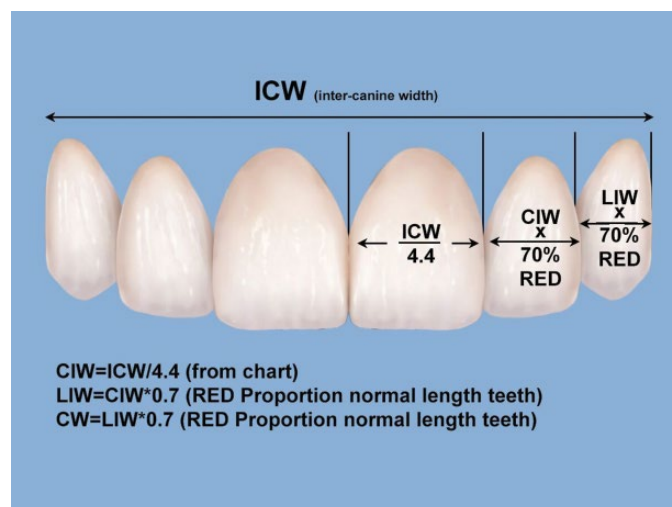 ICW (inter-canine width)
ICW
4.4
CIW
x
70%
RED
LIW
x
70%
RED
CIW=ICW/4.4 (from chart)
LIW=CIW*0.7 (RED Proportion normal length teeth)
CW=LIW*0.7 (RED Proportion normal length teeth)